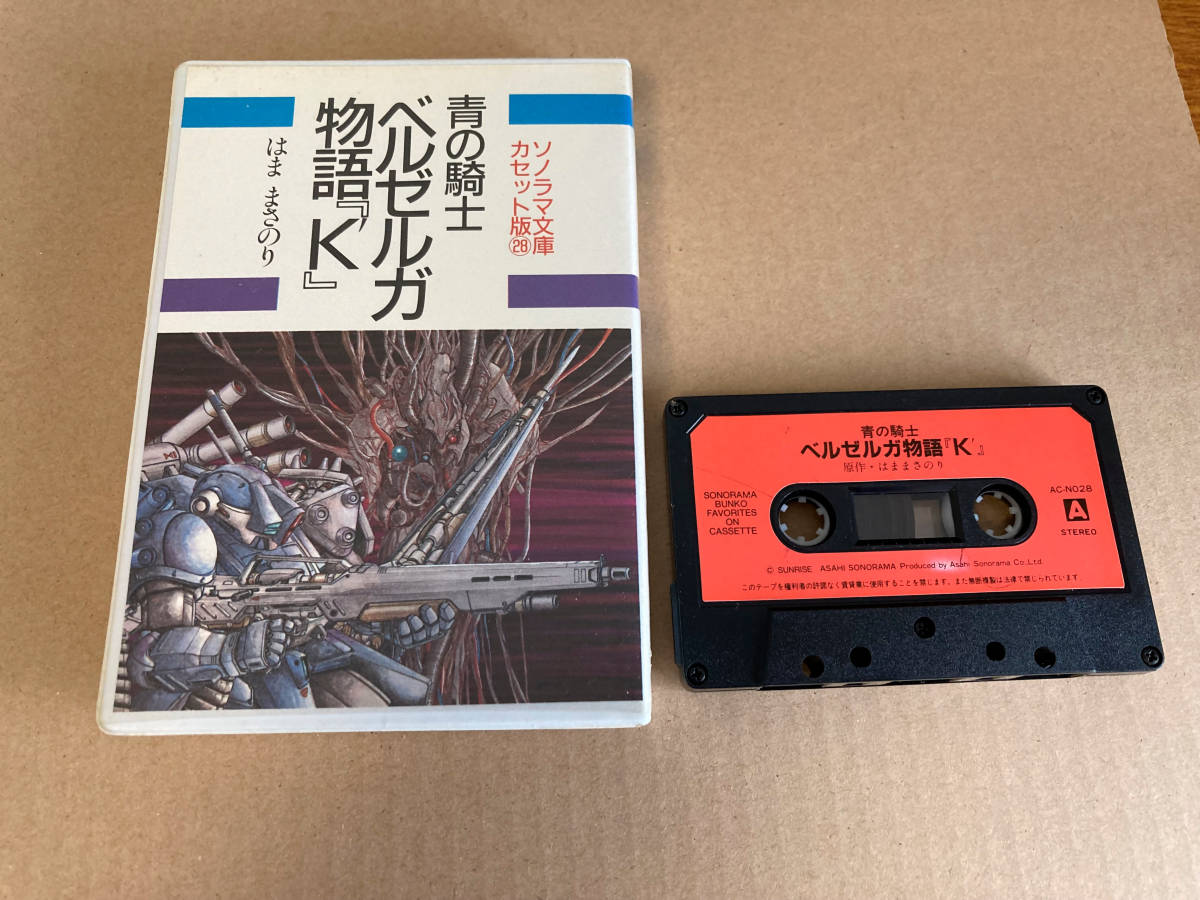 ソノラマ文庫
カセット版㉘
青の騎士
ベルゼルガ
物語『K'』
はま まさのり
青の騎士
ベルゼルガ物語『K'』
原作・はままさのり
SONORAMA
BUNKO
FAVORITES
ON
CASSETTE
AC-N028
A
STEREO
© SUNRISE ASAHI SONORAMA Produced by Asahi Sonorama Co.,Ltd.
このテープを権利者の許諾なく賃貸業に使用することを禁じます。また無断複製は法律で禁じられています